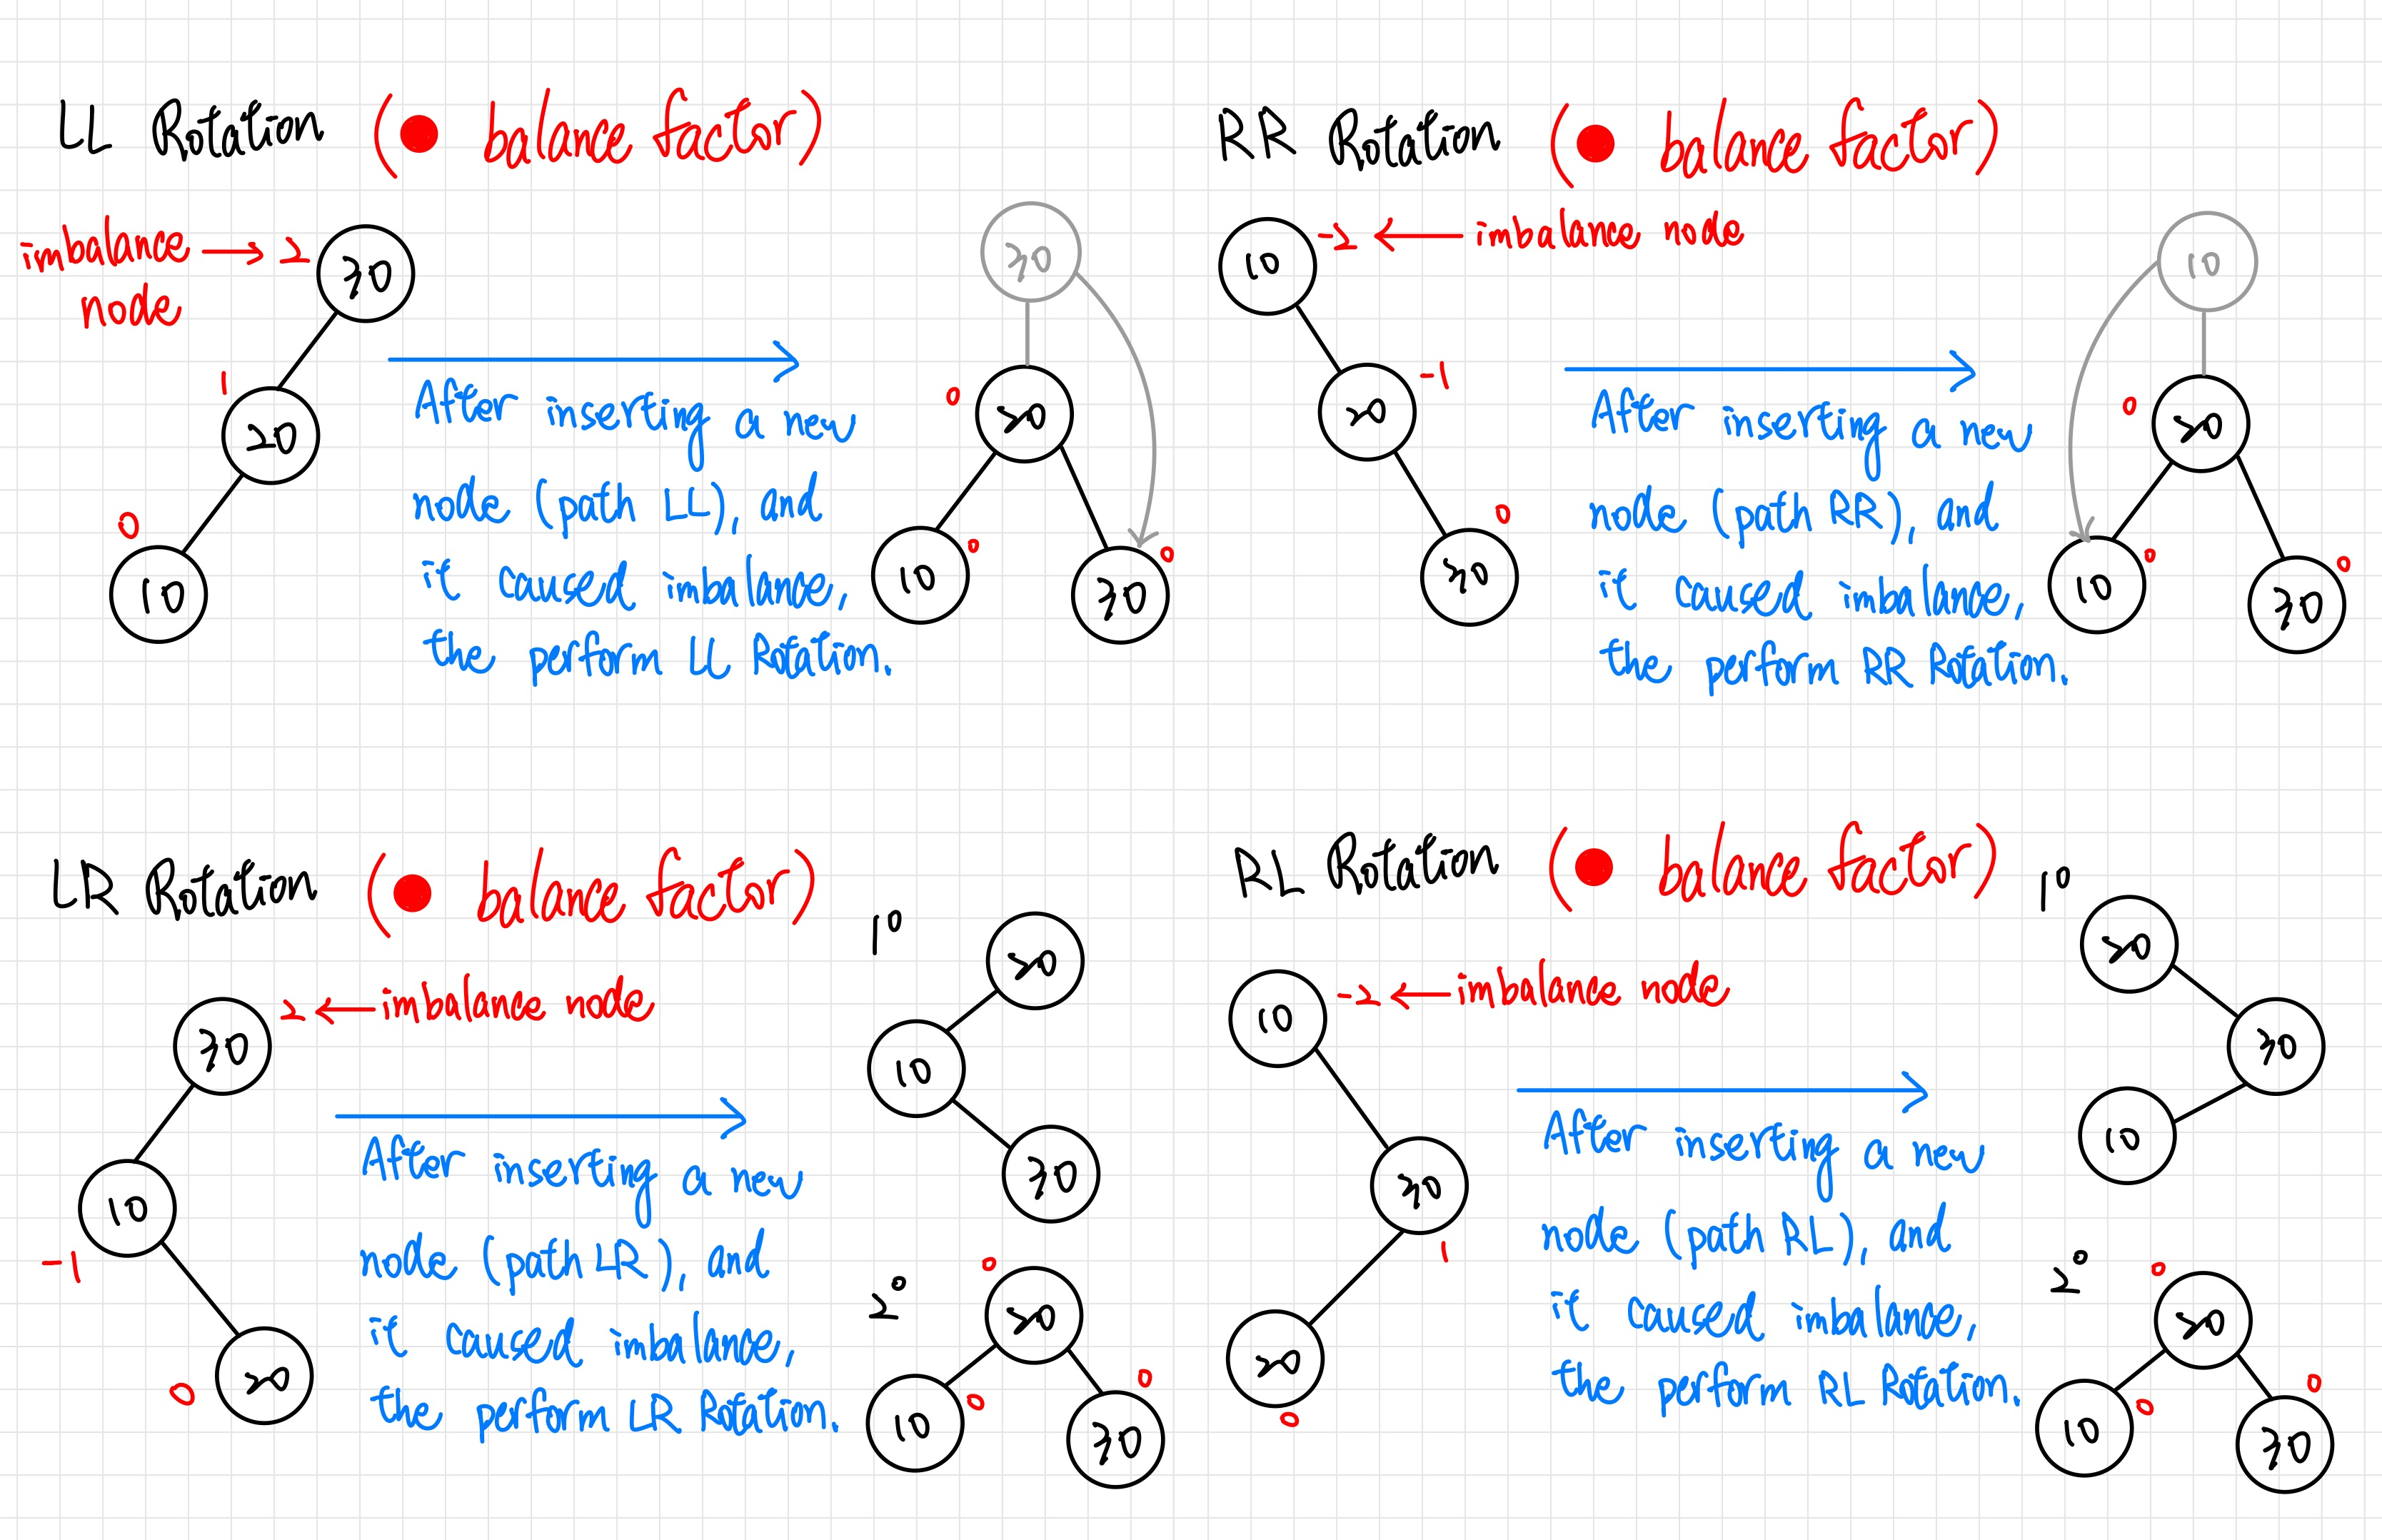 LL Rotation (● balance factor)
imbalance → 2
node
30
1
20
0
10
After inserting a new
node (path LL), and
it caused imbalance,
the perform LL Rotation.
30
0
20
10
0
30
0
RR Rotation (● balance factor)
10
-2 ← imbalance node
20
-1
30
0
After inserting a new
node (path RR), and
it caused imbalance,
the perform RR Rotation.
10
0
20
10
0
30
0
LR Rotation (● balance factor)
30
2 ← imbalance node
10
-1
20
0
After inserting a new
node (path LR), and
it caused imbalance,
the perform LR Rotation.
1°
20
10
30
2°
0
20
10
0
30
0
RL Rotation (● balance factor)
10
-2 ← imbalance node
30
1
20
0
After inserting a new
node (path RL), and
it caused imbalance,
the perform RL Rotation.
1°
20
30
10
2°
0
20
10
0
30
0